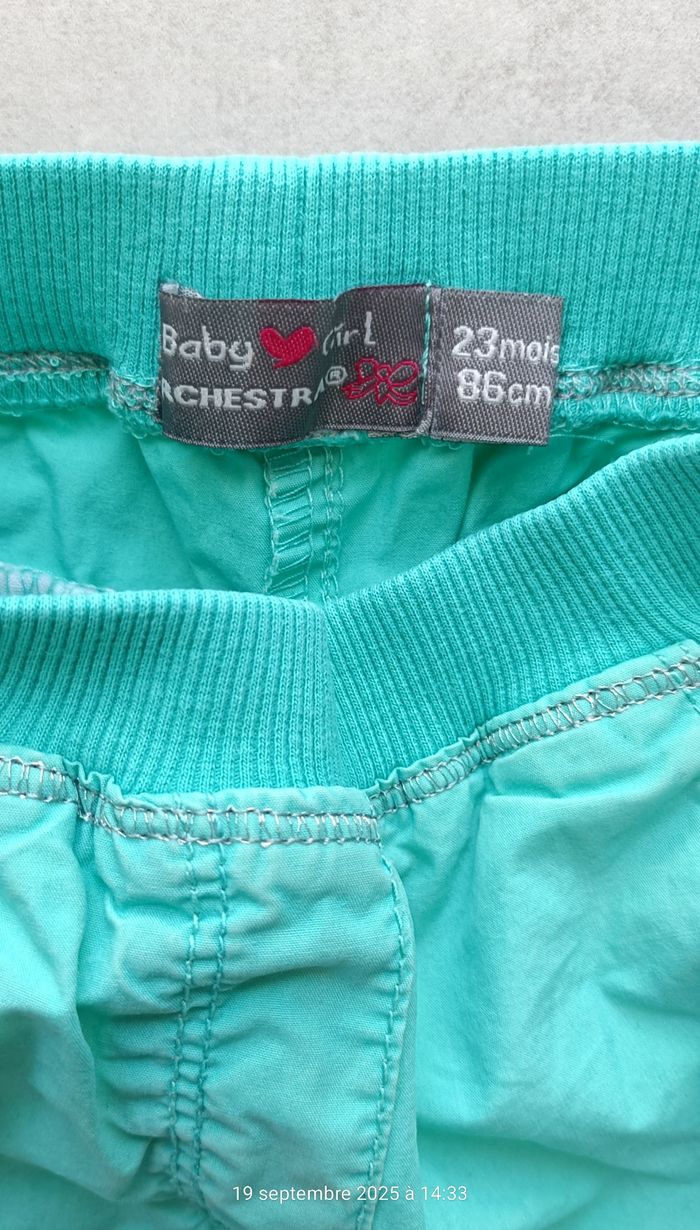 Baby Girl
RCHESTRA®
23mois
86cm
19 septembre 2025 à 14:33